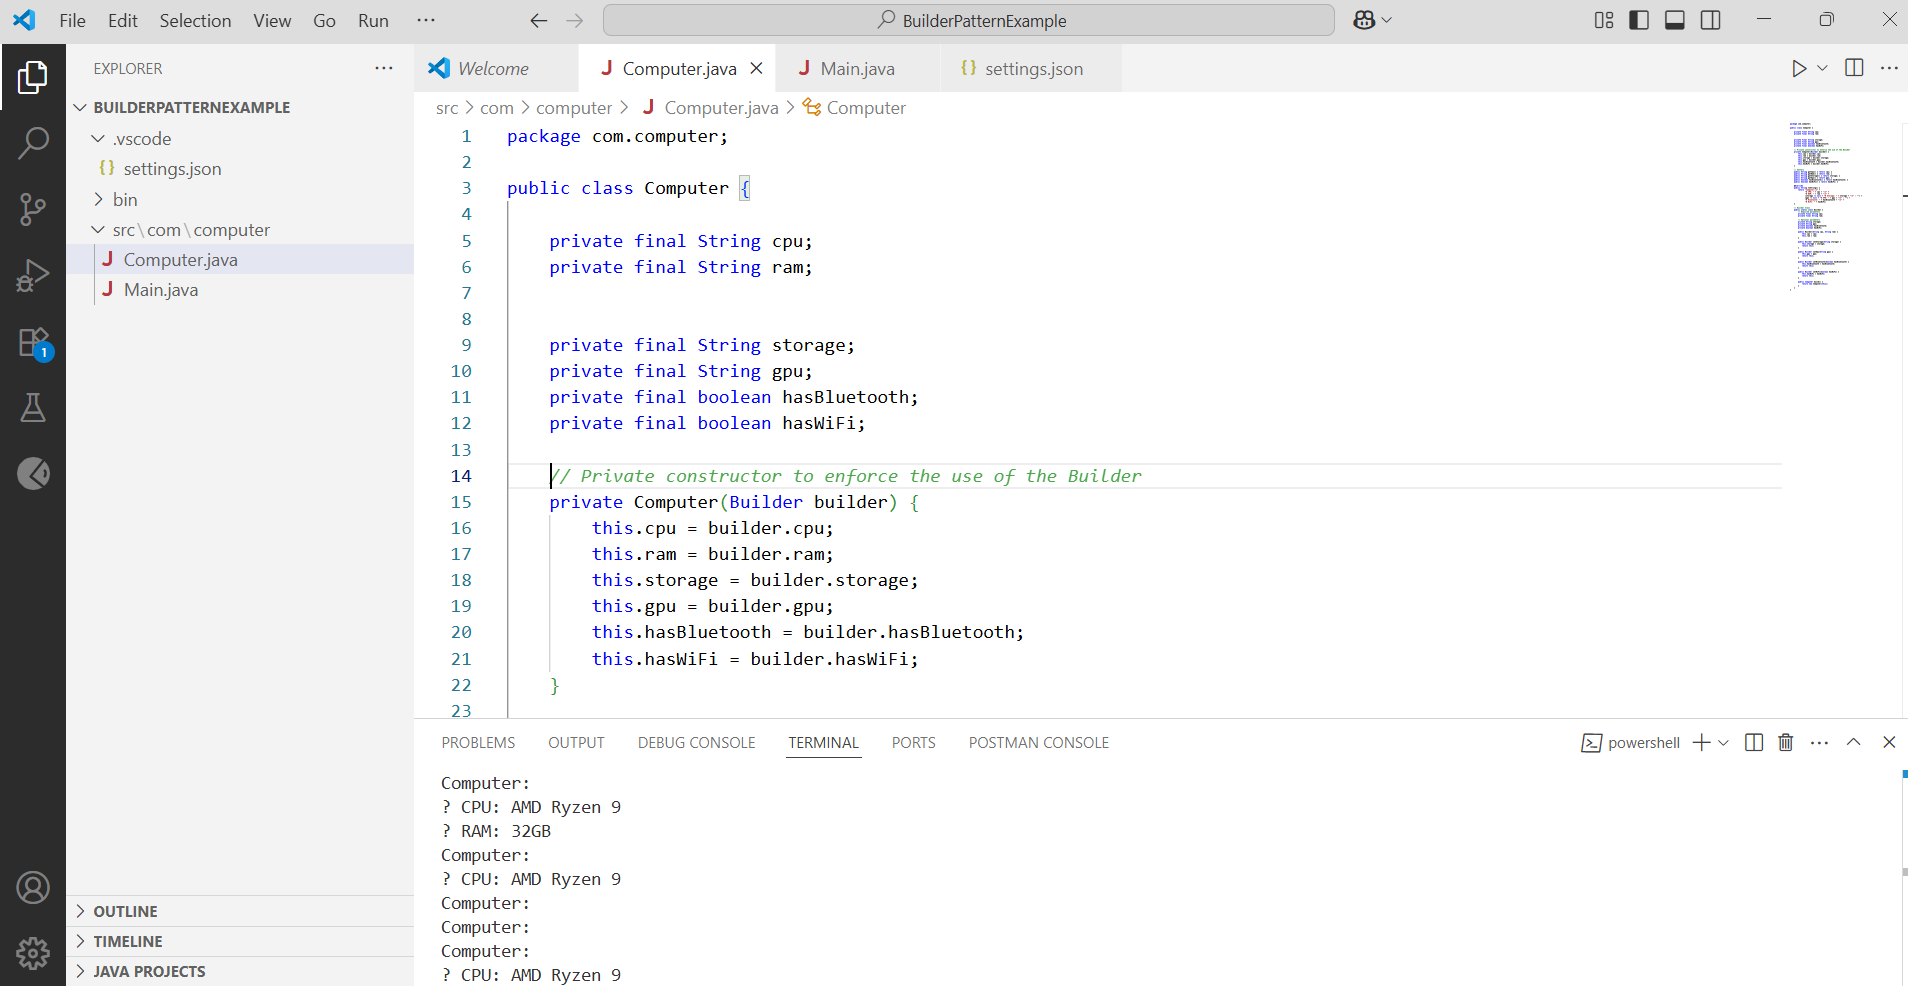 File Edit Selection View Go Run ···
BuilderPatternExample
EXPLORER ···
BUILDERPATTERNEXAMPLE
.vscode
{} settings.json
bin
src\com\computer
J Computer.java
J Main.java
1
OUTLINE
TIMELINE
JAVA PROJECTS
Welcome
J Computer.java
J Main.java
{} settings.json
src > com > computer > J Computer.java > Computer
1 package com.computer;
2
3 public class Computer {
4
5 private final String cpu;
6 private final String ram;
7
8
9 private final String storage;
10 private final String gpu;
11 private final boolean hasBluetooth;
12 private final boolean hasWiFi;
13
14 // Private constructor to enforce the use of the Builder
15 private Computer(Builder builder) {
16 this.cpu = builder.cpu;
17 this.ram = builder.ram;
18 this.storage = builder.storage;
19 this.gpu = builder.gpu;
20 this.hasBluetooth = builder.hasBluetooth;
21 this.hasWiFi = builder.hasWiFi;
22 }
23
PROBLEMS OUTPUT DEBUG CONSOLE TERMINAL PORTS POSTMAN CONSOLE
powershell
Computer:
? CPU: AMD Ryzen 9
? RAM: 32GB
Computer:
? CPU: AMD Ryzen 9
Computer:
Computer:
Computer:
? CPU: AMD Ryzen 9